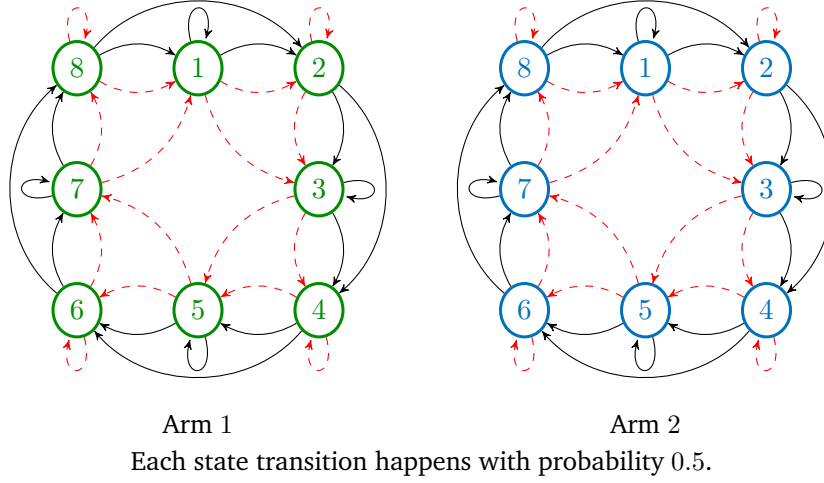 8 1 2 8 1 2
7 3 7 3
6 5 4 6 5 4
Arm 1 Arm 2
Each state transition happens with probability 0.5.